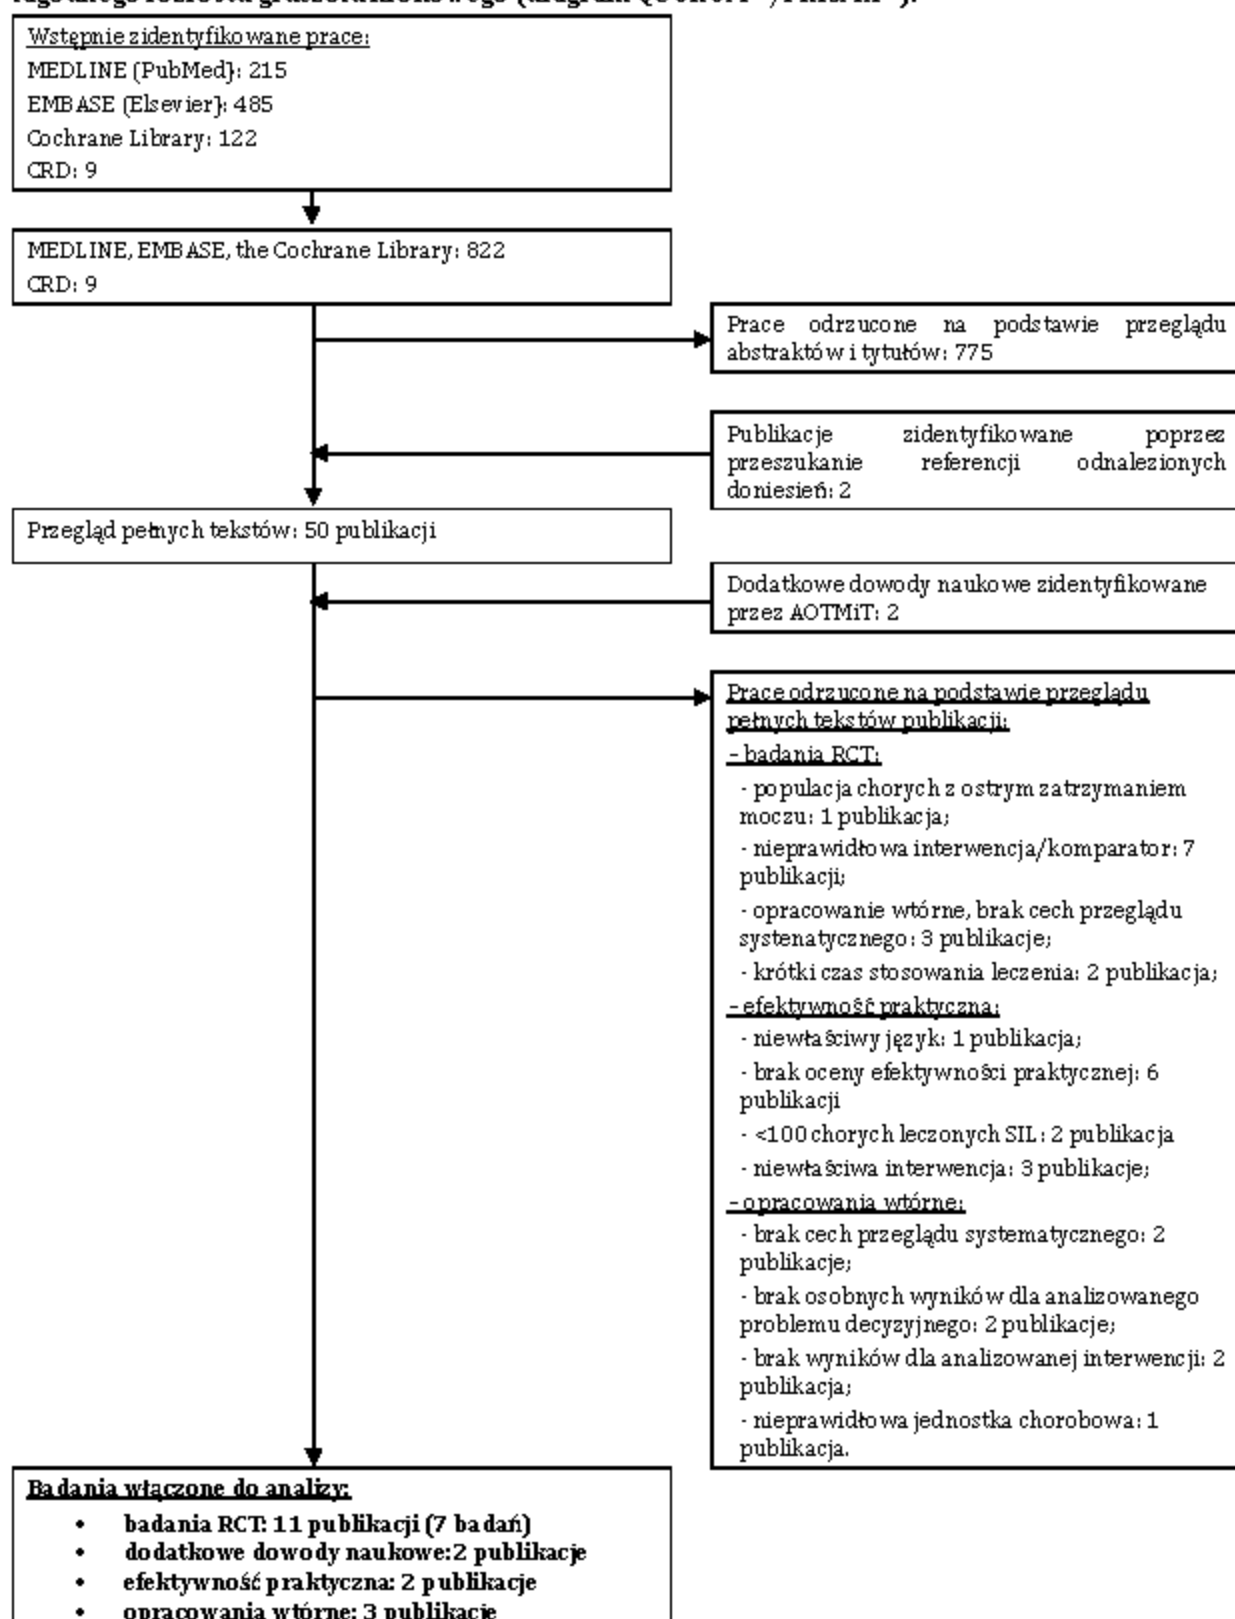 Wstępnie zidentyfikowane prace:
MEDLINE (PubMed}: 215
EMBASE (Elsevier}: 485
Cochrane Library: 122
CRD: 9
MEDLINE, EMBASE, the Cochrane Library: 822
CRD: 9
Prace odrzucone na podstawie przeglądu
abstraktów i tytułów: 775
Publikacje zidentyfikowane poprzez
przeszukanie referencji odnalezionych
doniesień: 2
Przegląd pełnych tekstów: 50 publikacji
Dodatkowe dowody naukowe zidentyfikowane
przez AOTMiT: 2
Prace odrzucone na podstawie przeglądu
pełnych tekstów publikacji:
– badania RCT:
- populacja chorych z ostrym zatrzymaniem
moczu: 1 publikacja;
- nieprawidłowa interwencja/komparator: 7
publikacji;
- opracowanie wtórne, brak cech przeglądu
systenatycznego: 3 publikacje;
- krótki czas stosowania leczenia: 2 publikacja;
– efektywność praktyczna:
- niewłaściwy język: 1 publikacja;
- brak oceny efektywności praktycznej: 6
publikacji
- <100 chorych leczonych SIL: 2 publikacja
- niewłaściwa interwencja: 3 publikacje;
– opracowania wtórne:
- brak cech przeglądu systematycznego: 2
publikacje;
- brak osobnych wyników dla analizowanego
problemu decyzyjnego: 2 publikacje;
- brak wyników dla analizowanej interwencji: 2
publikacja;
- nieprawidłowa jednostka chorobowa: 1
publikacja.
Badania włączone do analizy:
• badania RCT: 11 publikacji (7 badań)
• dodatkowe dowody naukowe:2 publikacje
• efektywność praktyczna: 2 publikacje
• opracowania wtórne: 3 publikacje